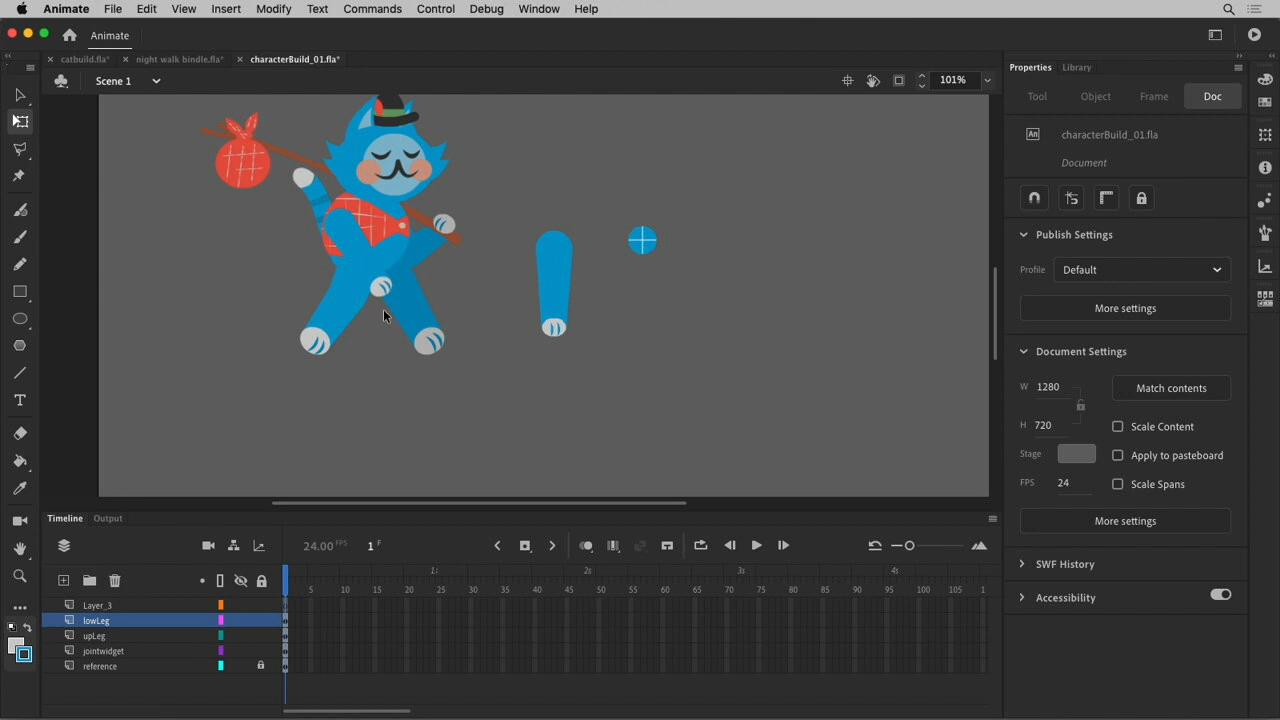 Animate File Edit View Insert Modify Text Commands Control Debug Window Help
Animate
catbuild.fla* night walk bindle.fla* characterBuild_01.fla*
Scene 1 101%
Properties Library
Tool Object Frame Doc
An characterBuild_01.fla
Document
Publish Settings
Profile Default
More settings
Document Settings
W 1280 Match contents
H 720 Scale Content
Stage Apply to pasteboard
FPS 24 Scale Spans
More settings
SWF History
Accessibility
Timeline Output
24.00 FPS 1 F
1s 2s 3s 4s
5 10 15 20 25 30 35 40 45 50 55 60 65 70 75 80 85 90 95 100 105 1
Layer_3
lowLeg
upLeg
jointwidget
reference